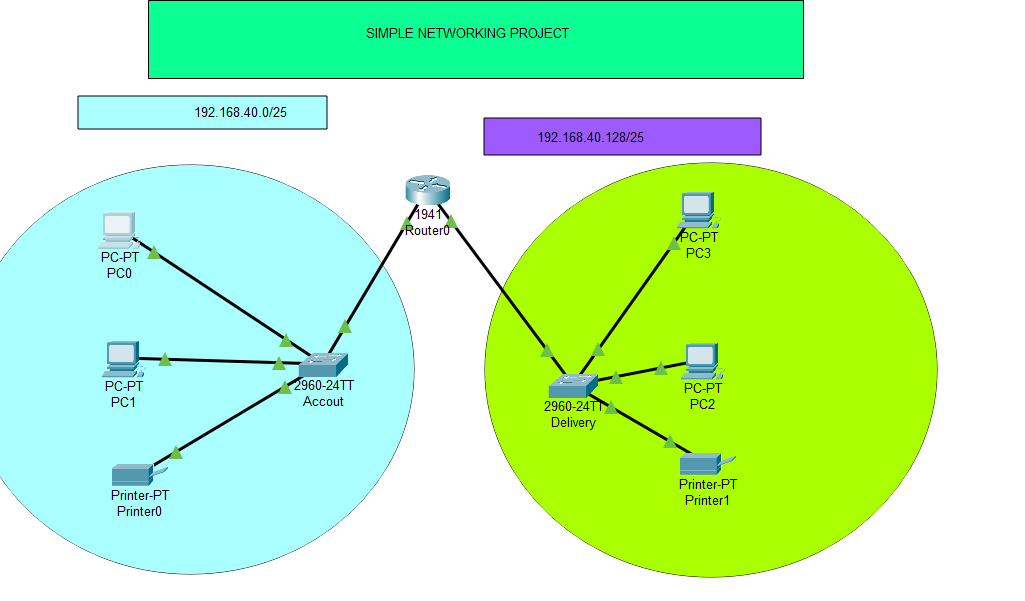 SIMPLE NETWORKING PROJECT
192.168.40.0/25
192.168.40.128/25
1941
Router0
PC-PT
PC0
PC-PT
PC1
2960-24TT
Accout
Printer-PT
Printer0
PC-PT
PC3
PC-PT
PC2
2960-24TT
Delivery
Printer-PT
Printer1